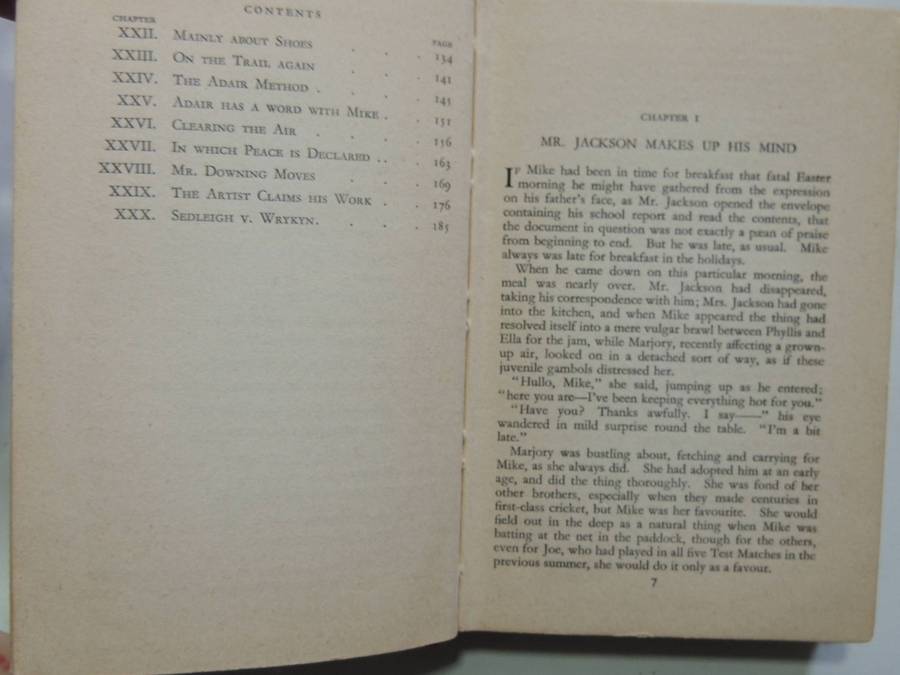 CONTENTS
CHAPTER PAGE
XXII. MAINLY ABOUT SHOES . . . 134
XXIII. ON THE TRAIL AGAIN . . . 141
XXIV. THE ADAIR METHOD . . . 145
XXV. ADAIR HAS A WORD WITH MIKE . . 151
XXVI. CLEARING THE AIR . . . 156
XXVII. IN WHICH PEACE IS DECLARED . . . 163
XXVIII. MR. DOWNING MOVES . . . 169
XXIX. THE ARTIST CLAIMS HIS WORK . . 176
XXX. SEDLEIGH V. WRYKYN. . . . 185
CHAPTER I
MR. JACKSON MAKES UP HIS MIND
IF Mike had been in time for breakfast that fatal Easter
morning he might have gathered from the expression
on his father's face, as Mr. Jackson opened the envelope
containing his school report and read the contents, that
the document in question was not exactly a pæan of praise
from beginning to end. But he was late, as usual. Mike
always was late for breakfast in the holidays.
When he came down on this particular morning, the
meal was nearly over. Mr. Jackson had disappeared,
taking his correspondence with him; Mrs. Jackson had gone
into the kitchen, and when Mike appeared the thing had
resolved itself into a mere vulgar brawl between Phyllis and
Ella for the jam, while Marjory, recently affecting a grown-
up air, looked on in a detached sort of way, as if these
juvenile gambols distressed her.
"Hullo, Mike," she said, jumping up as he entered;
"here you are—I've been keeping everything hot for you."
"Have you? Thanks awfully. I say——" his eye
wandered in mild surprise round the table. "I'm a bit
late."
Marjory was bustling about, fetching and carrying for
Mike, as she always did. She had adopted him at an early
age, and did the thing thoroughly. She was fond of her
other brothers, especially when they made centuries in
first-class cricket, but Mike was her favourite. She would
field out in the deep as a natural thing when Mike was
batting at the net in the paddock, though for the others,
even for Joe, who had played in all five Test Matches in the
previous summer, she would do it only as a favour.
7